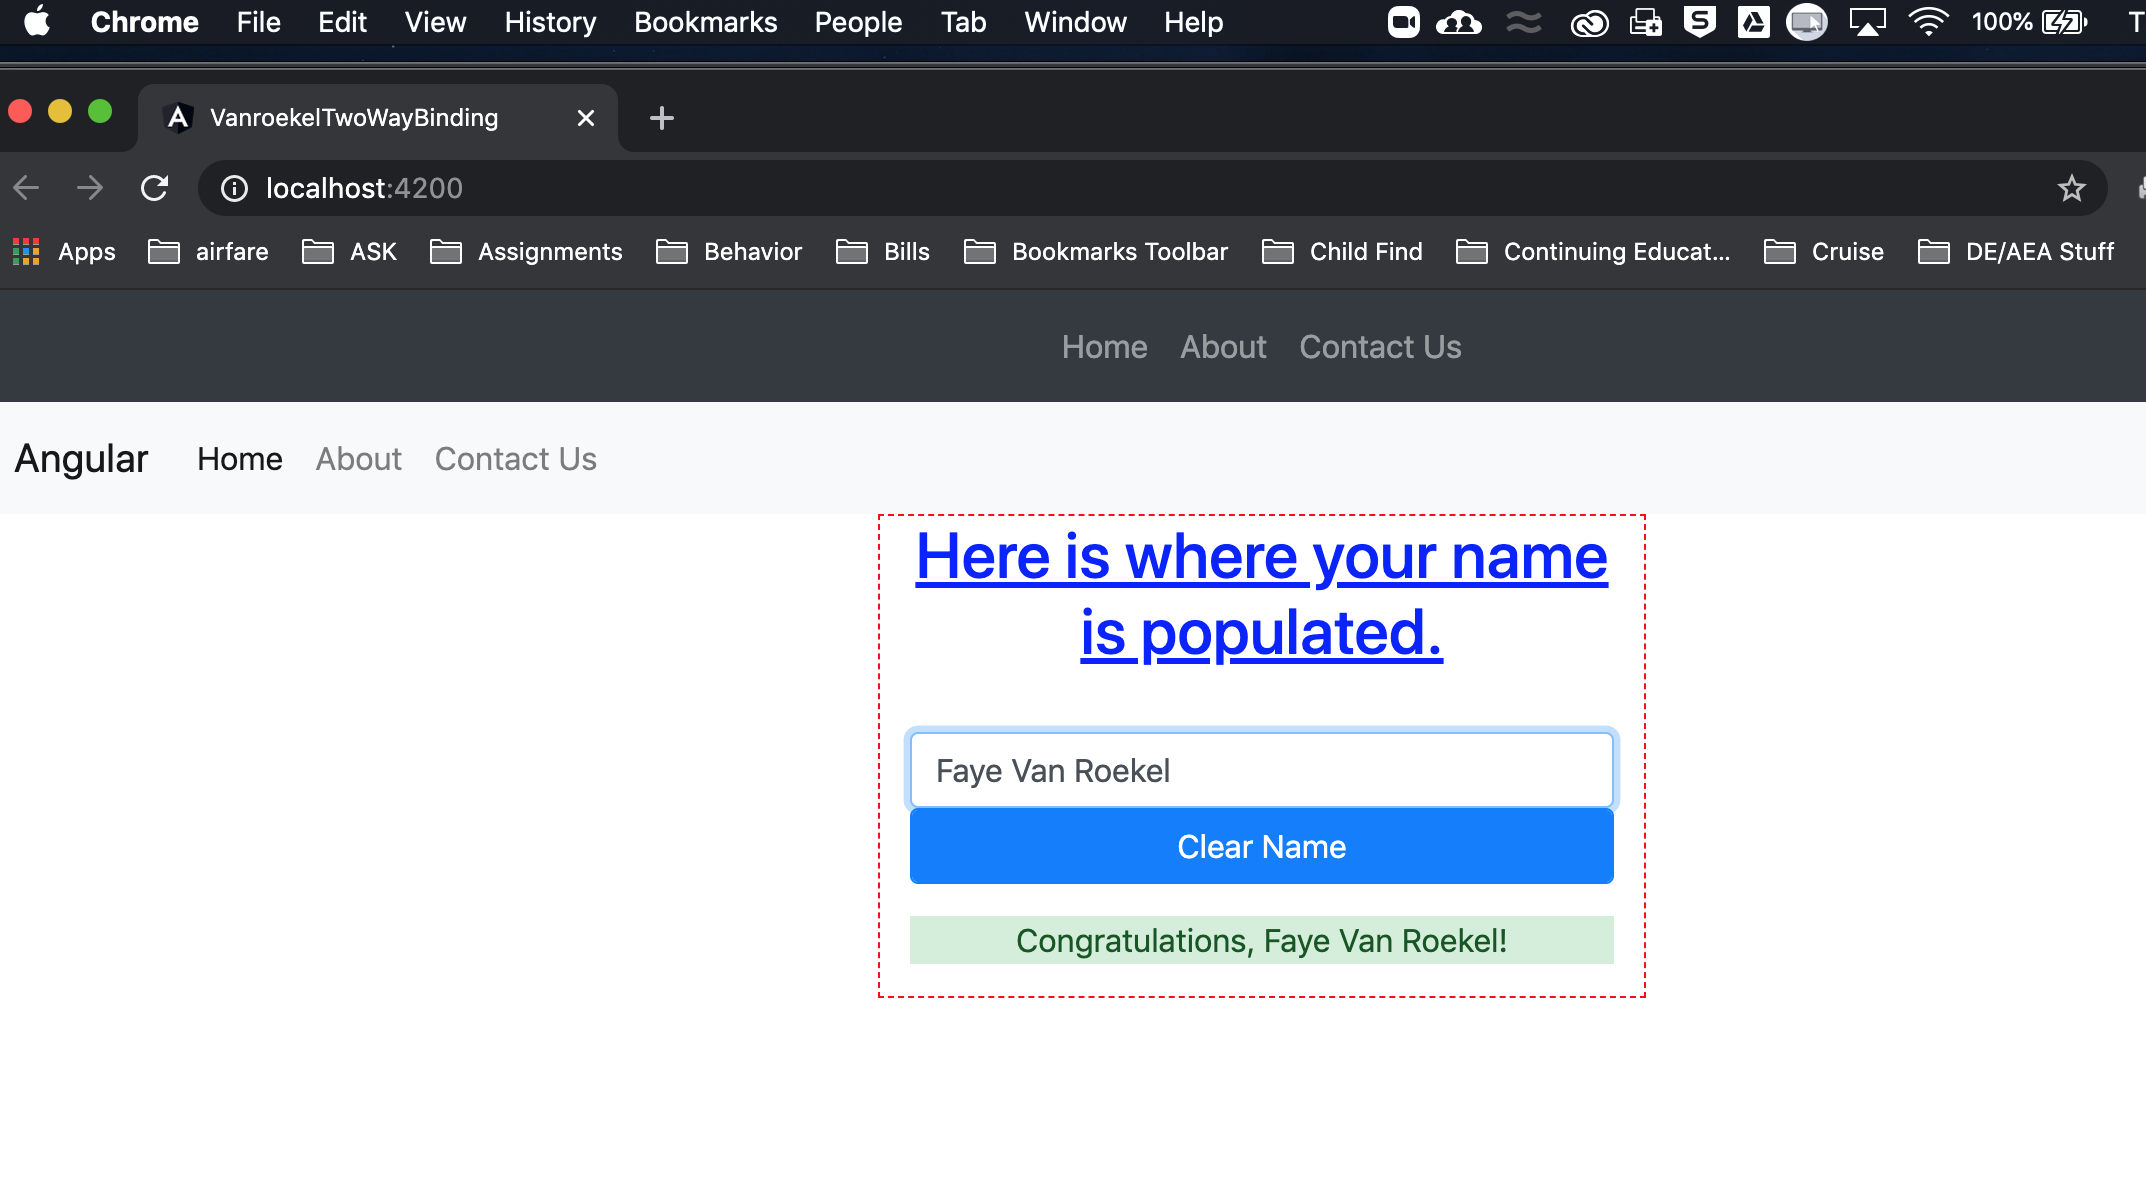 Chrome File Edit View History Bookmarks People Tab Window Help 100% T
VanroekelTwoWayBinding
localhost:4200
Apps airfare ASK Assignments Behavior Bills Bookmarks Toolbar Child Find Continuing Educat... Cruise DE/AEA Stuff
Home About Contact Us
Angular Home About Contact Us
Here is where your name
is populated.
Faye Van Roekel
Clear Name
Congratulations, Faye Van Roekel!